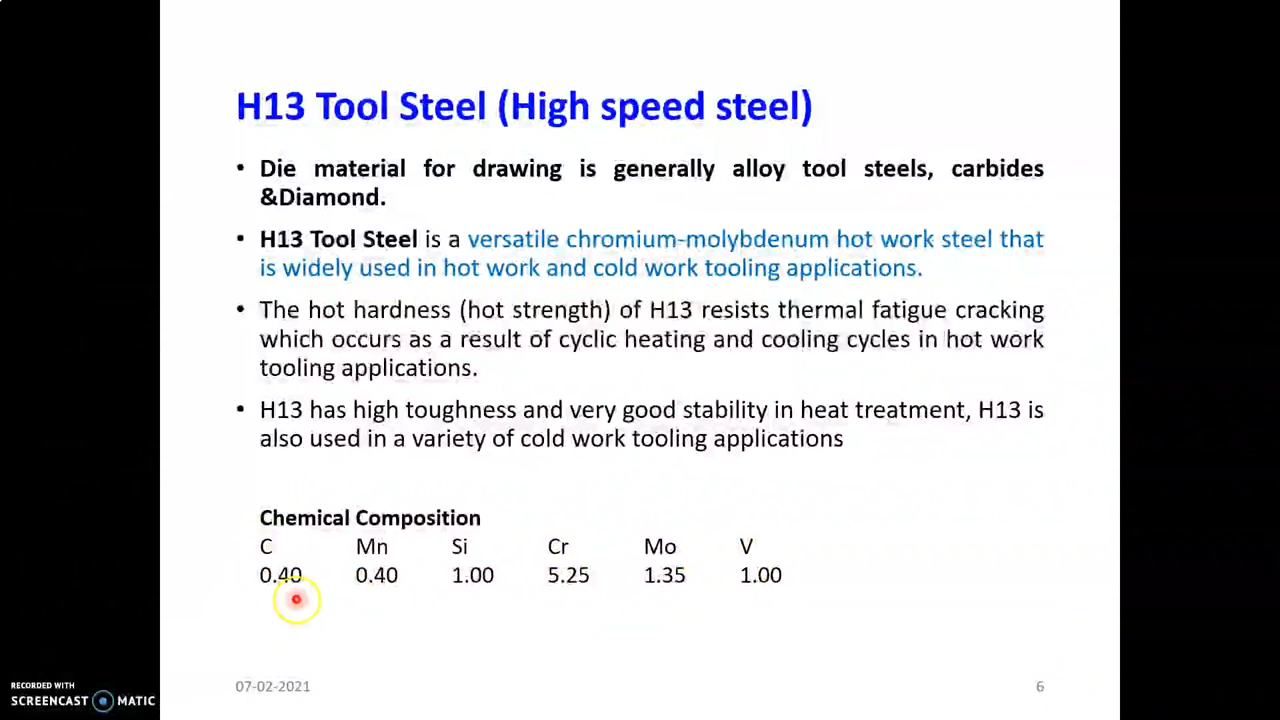 H13 Tool Steel (High speed steel)
• Die material for drawing is generally alloy tool steels, carbides
&Diamond.
• H13 Tool Steel is a versatile chromium-molybdenum hot work steel that
is widely used in hot work and cold work tooling applications.
• The hot hardness (hot strength) of H13 resists thermal fatigue cracking
which occurs as a result of cyclic heating and cooling cycles in hot work
tooling applications.
• H13 has high toughness and very good stability in heat treatment, H13 is
also used in a variety of cold work tooling applications
Chemical Composition
C Mn Si Cr Mo V
0.40 0.40 1.00 5.25 1.35 1.00
07-02-2021 6
RECORDED WITH
SCREENCAST MATIC